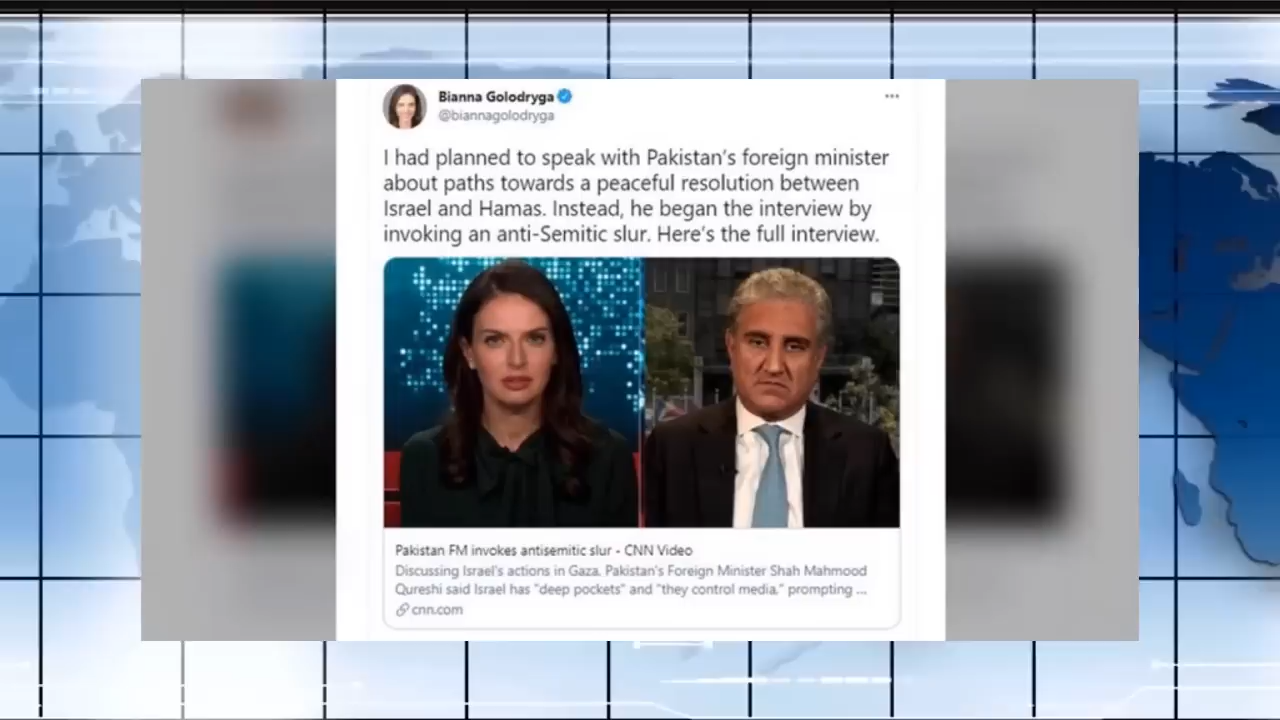 Bianna Golodryga
@biannagolodryga
I had planned to speak with Pakistan's foreign minister
about paths towards a peaceful resolution between
Israel and Hamas. Instead, he began the interview by
invoking an anti-Semitic slur. Here's the full interview.
Pakistan FM invokes antisemitic slur - CNN Video
Discussing Israel's actions in Gaza, Pakistan's Foreign Minister Shah Mahmood
Qureshi said Israel has "deep pockets" and "they control media," prompting ...
cnn.com